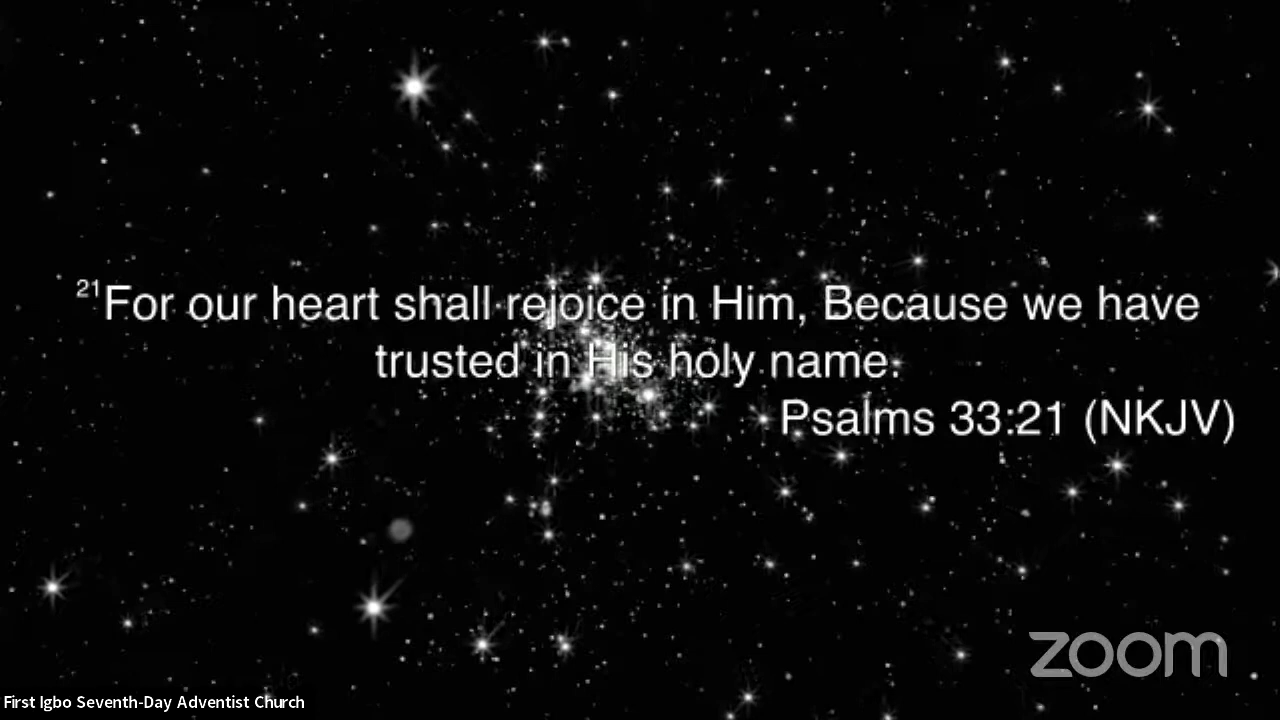 21For our heart shall rejoice in Him, Because we have
trusted in His holy name.
Psalms 33:21 (NKJV)
zoom
First Igbo Seventh-Day Adventist Church